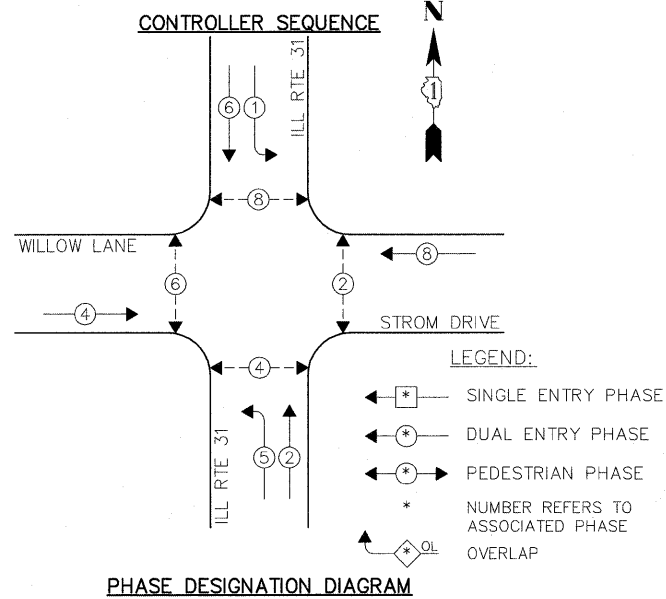 CONTROLLER SEQUENCE
N
1
ILL RTE 31
6 1
8
WILLOW LANE
8
6 2
4
STROM DRIVE
4
LEGEND:
* SINGLE ENTRY PHASE
* DUAL ENTRY PHASE
ILL RTE 31
5 2
* PEDESTRIAN PHASE
* NUMBER REFERS TO
ASSOCIATED PHASE
* OL OVERLAP
PHASE DESIGNATION DIAGRAM